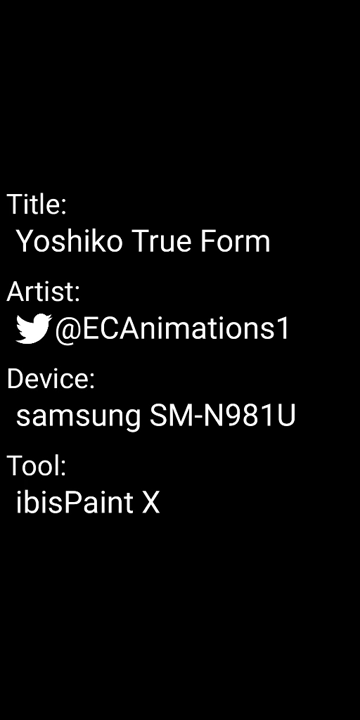 Title:
Yoshiko True Form
Artist:
@ECAnimations1
Device:
samsung SM-N981U
Tool:
ibisPaint X